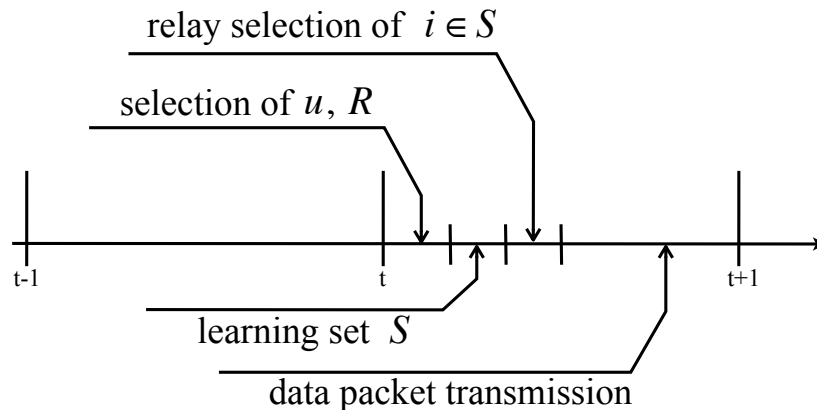 relay selection of i ∈ S
selection of u, R
t-1
t
t+1
learning set S
data packet transmission